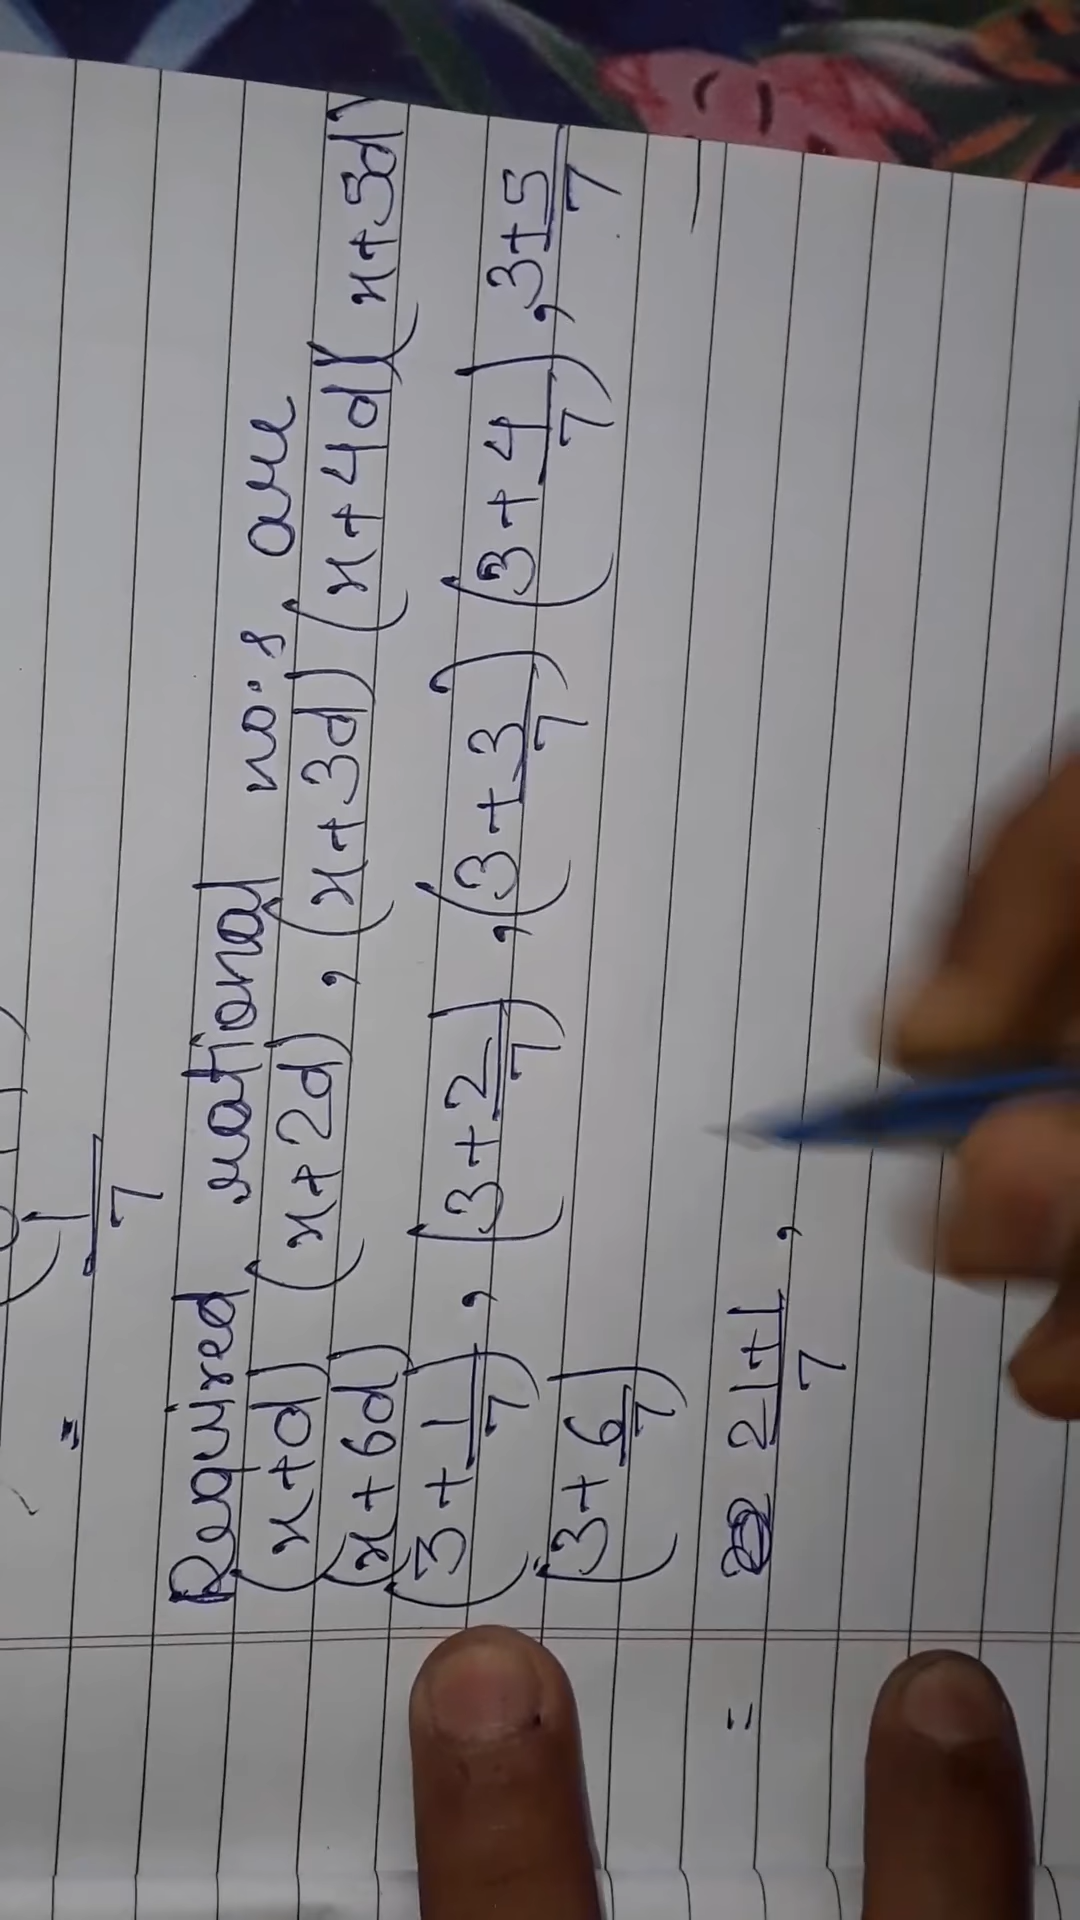 = 1/7
Required rational no.s are
(x+d) (x+2d), (x+3d) (x+4d) (x+5d)
(x+6d)
(3+1/7), (3+2/7), (3+3/7) (3+4/7), 3+5/7
(3+6/7)
= 21+1/7,